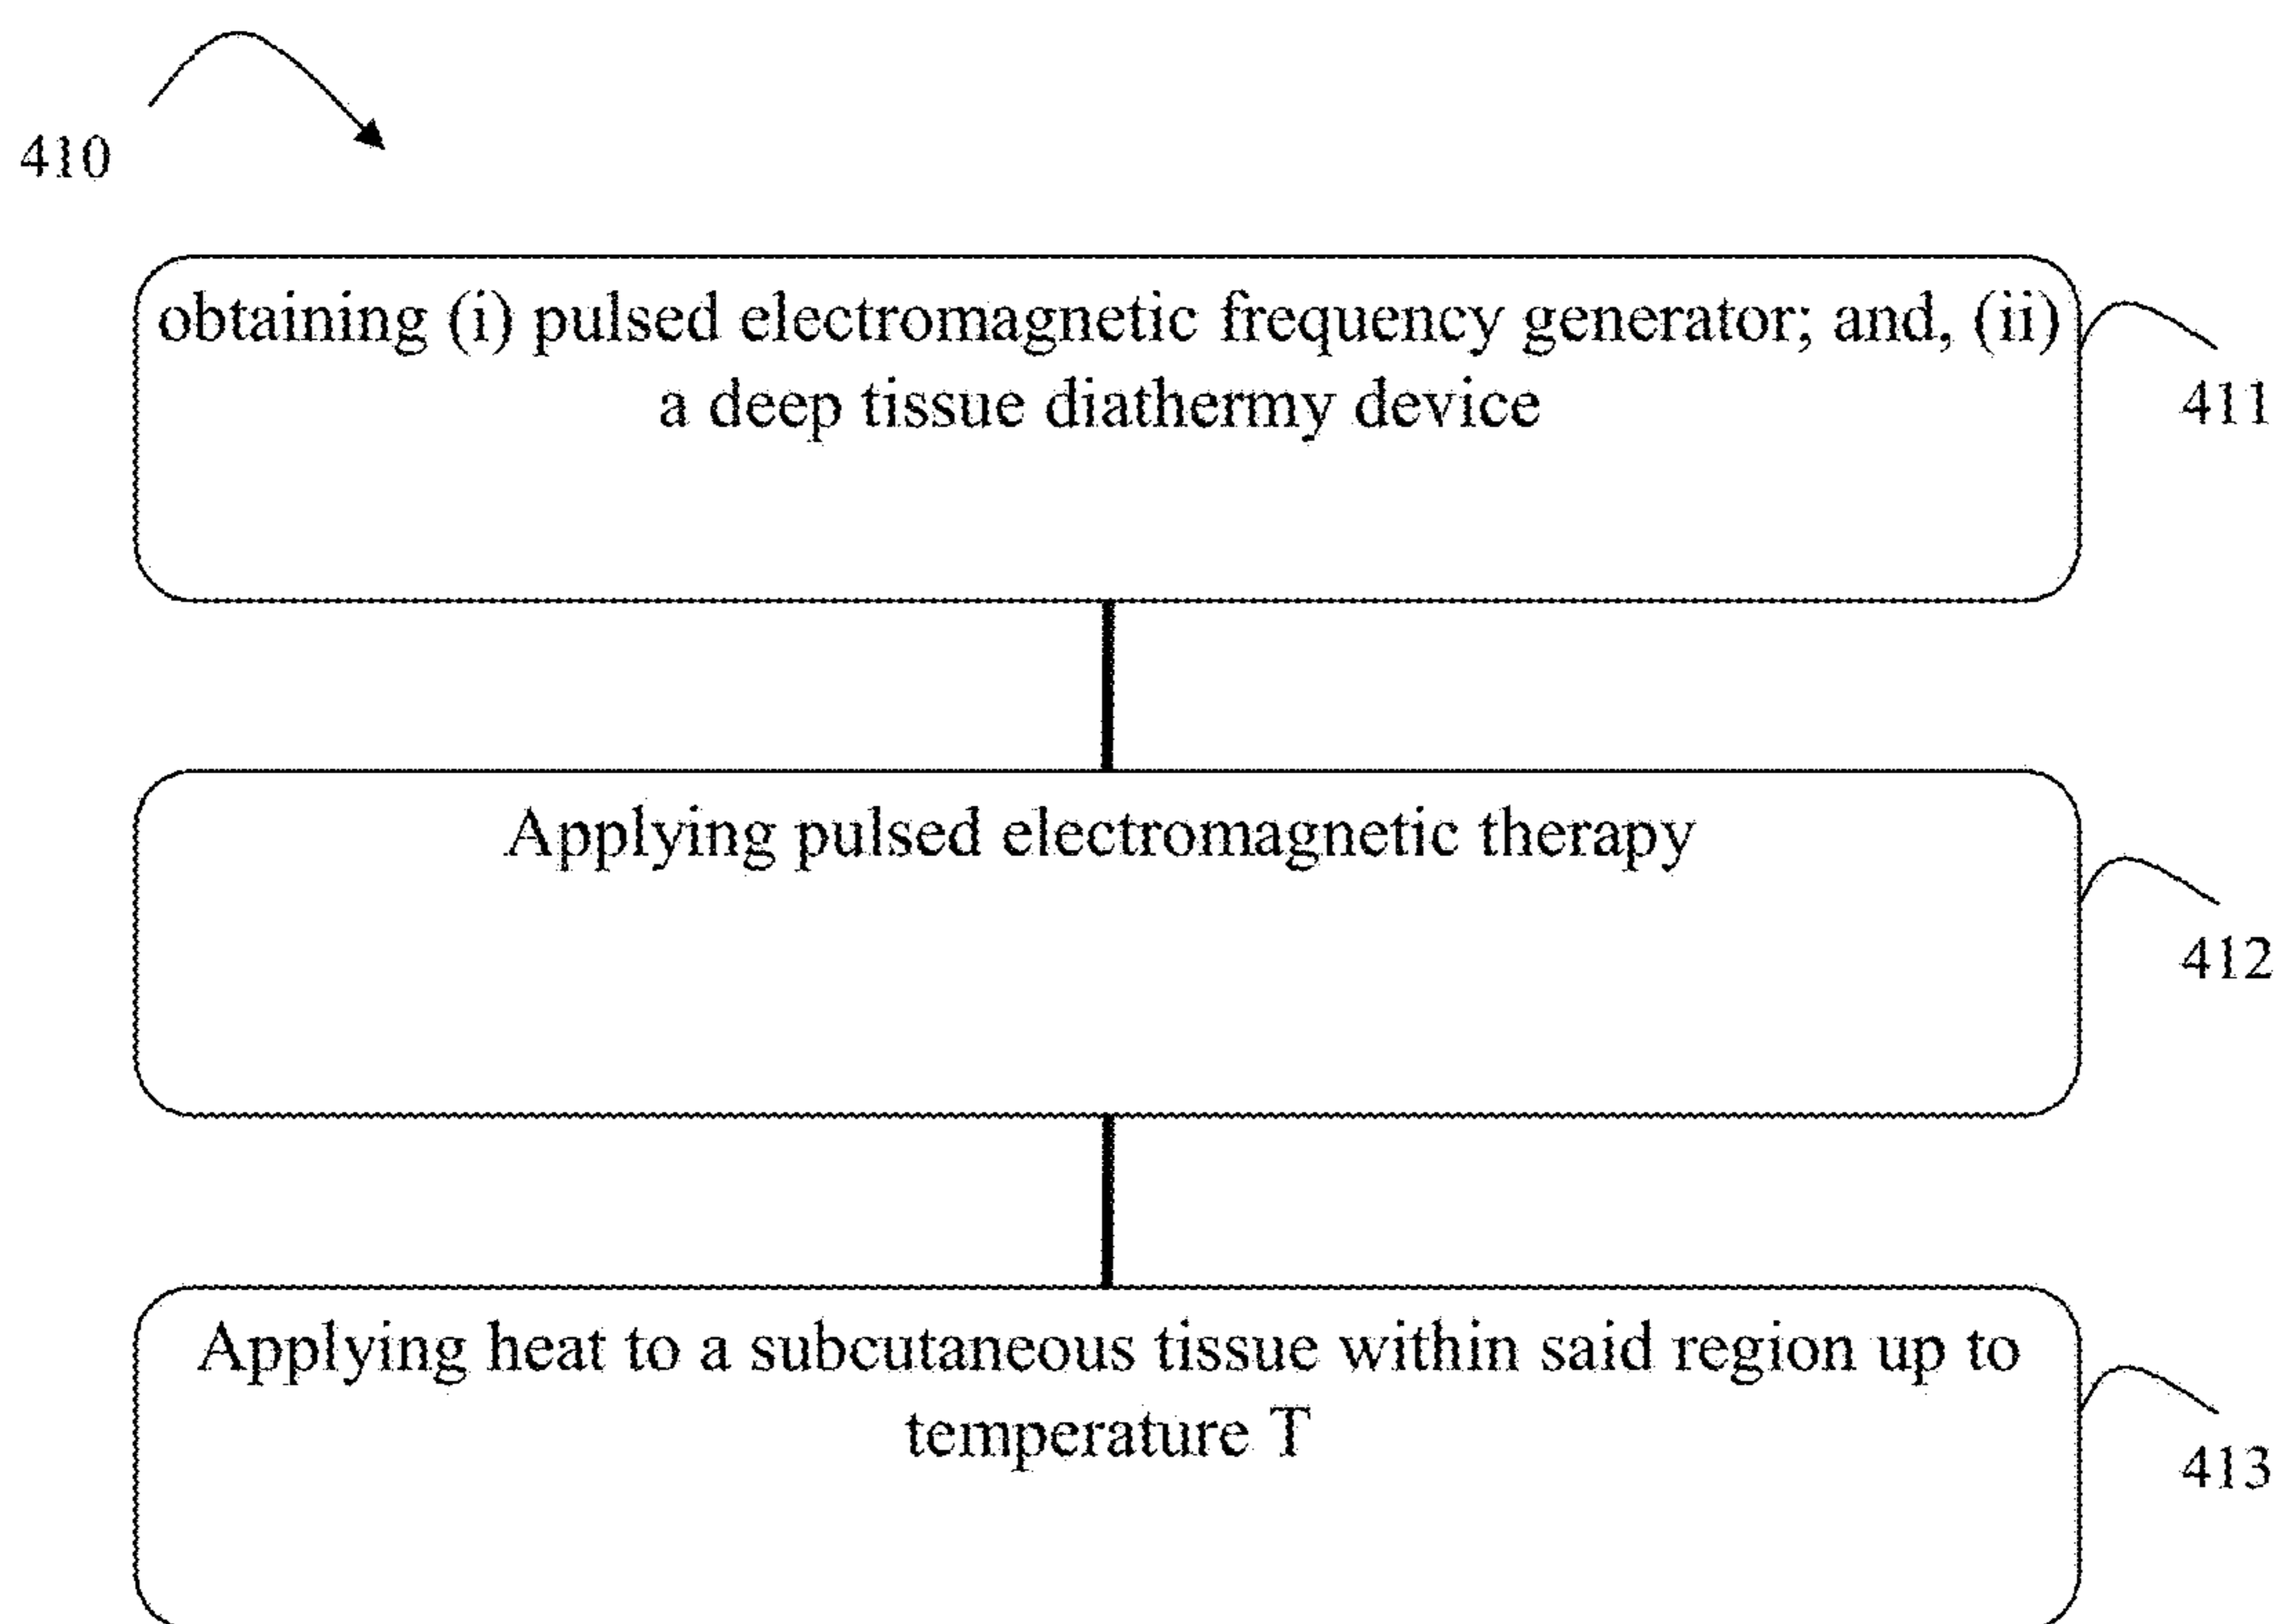 410
obtaining (i) pulsed electromagnetic frequency generator; and, (ii)
a deep tissue diathermy device
411
Applying pulsed electromagnetic therapy
412
Applying heat to a subcutaneous tissue within said region up to
temperature T
413